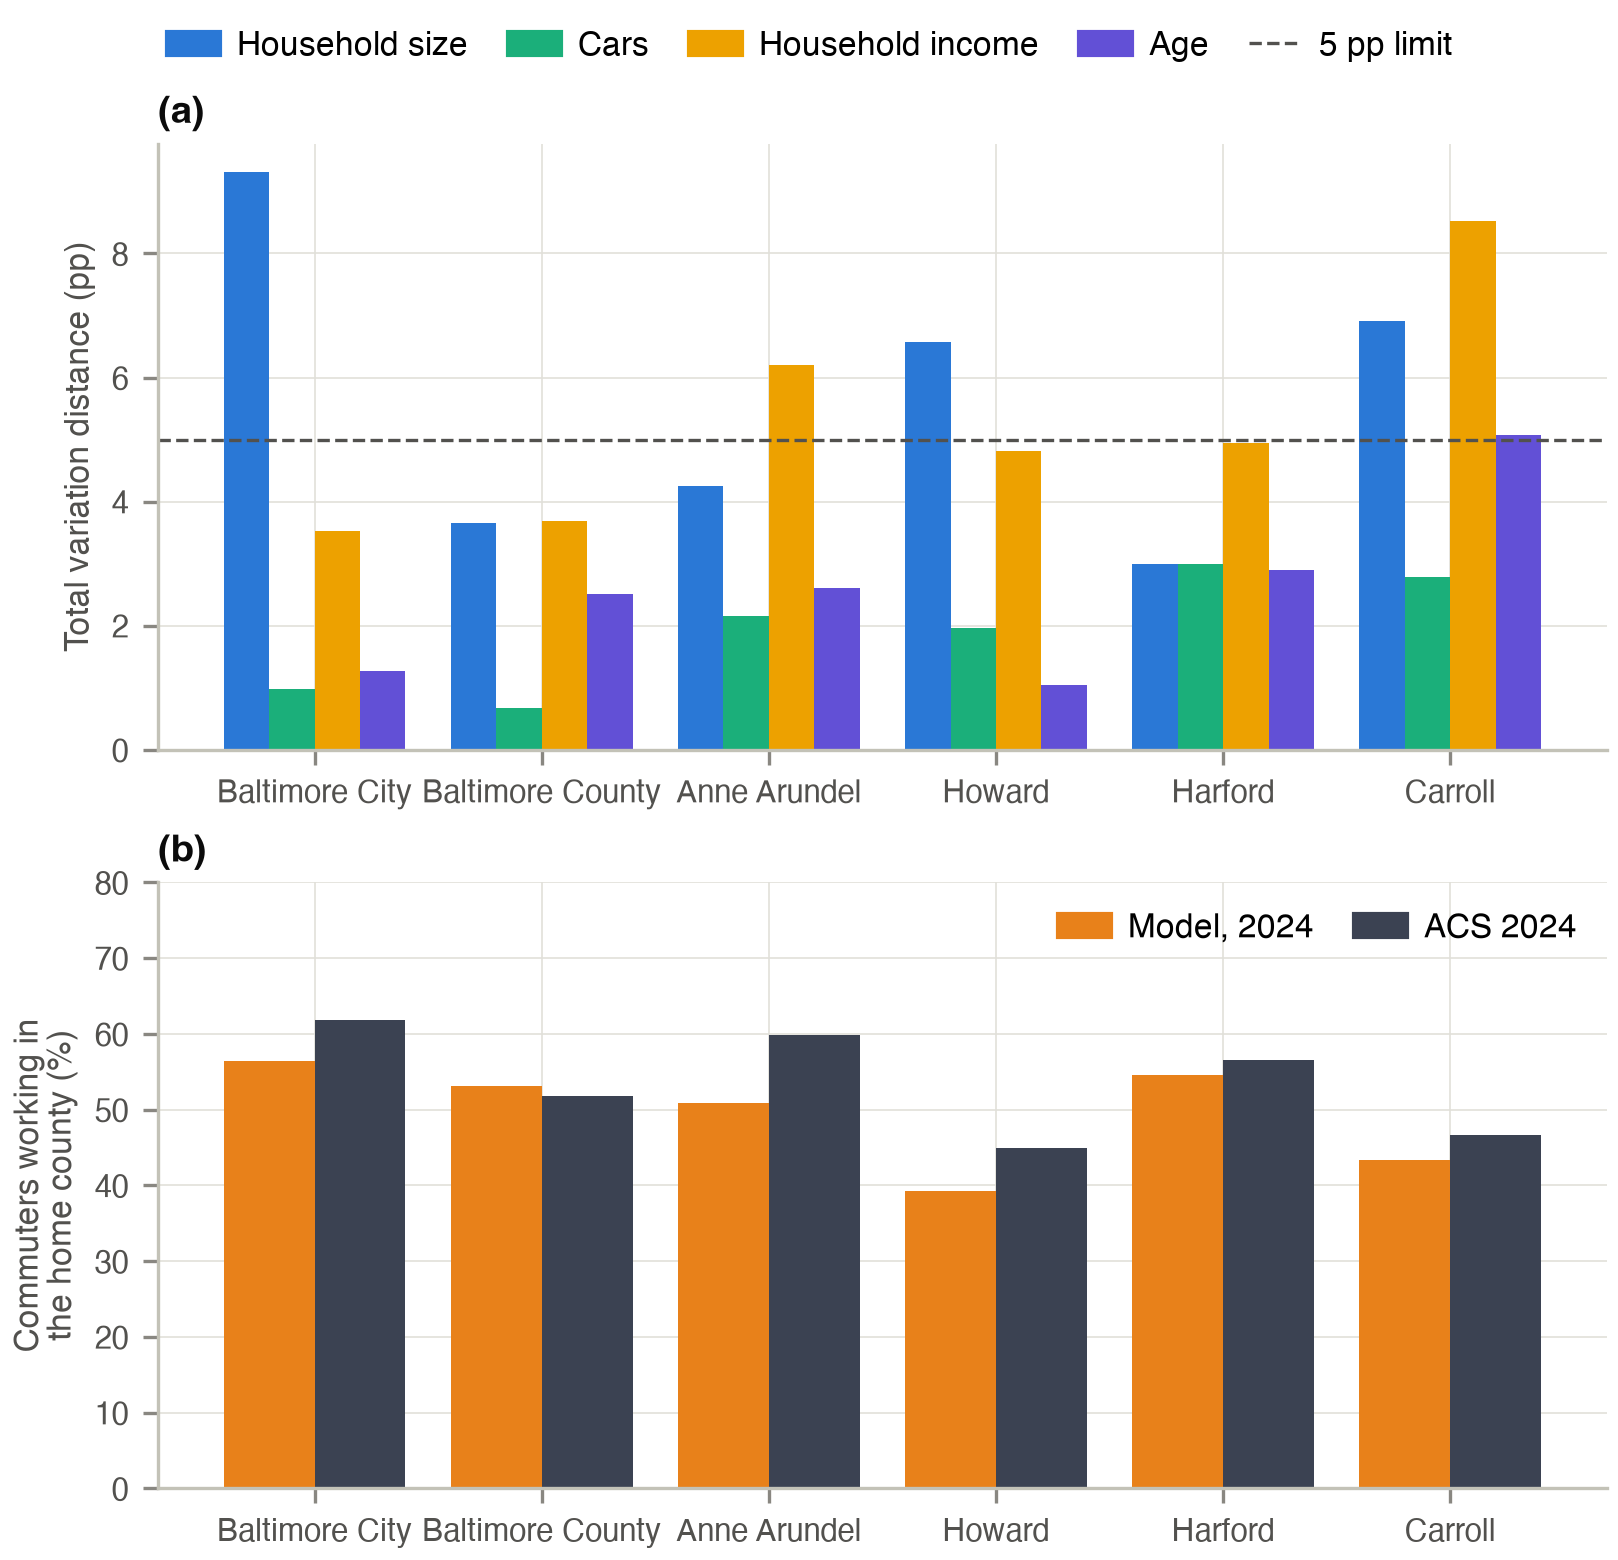 Household size Cars Household income Age 5 pp limit
(a)
Total variation distance (pp)
8
6
4
2
0
Baltimore City Baltimore County Anne Arundel Howard Harford Carroll
(b)
Commuters working in
the home county (%)
80
70
60
50
40
30
20
10
0
Model, 2024 ACS 2024
Baltimore City Baltimore County Anne Arundel Howard Harford Carroll